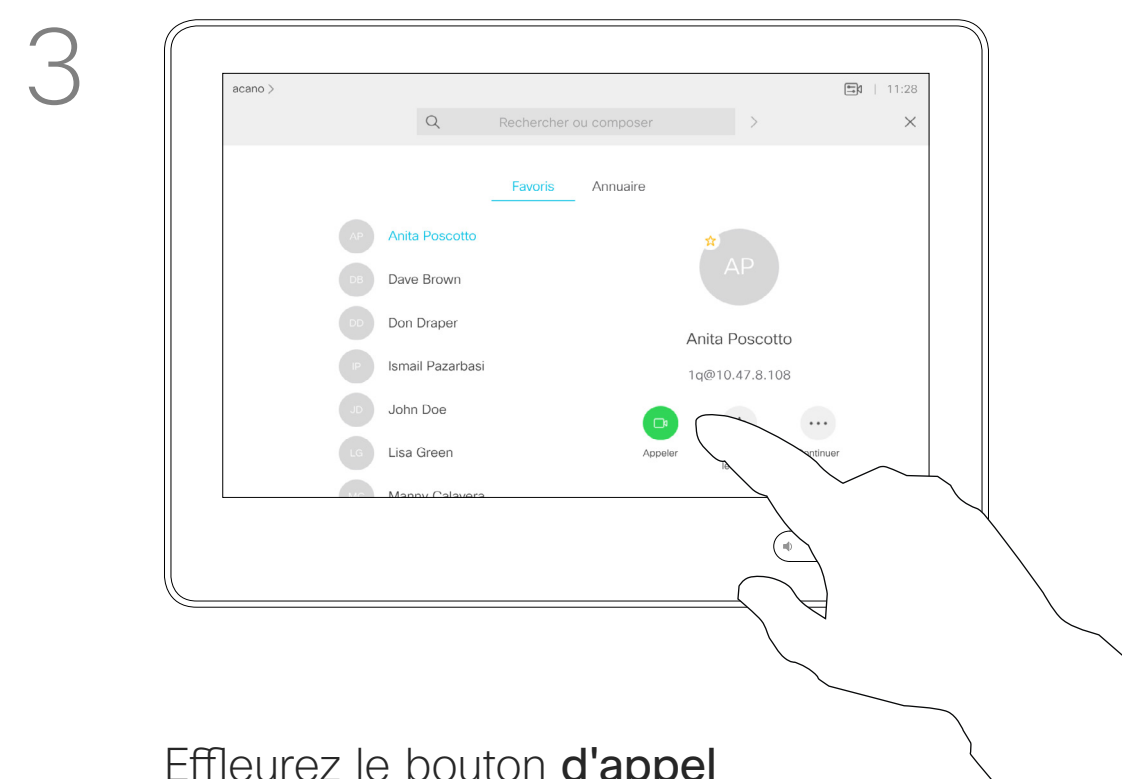 3
acano >
| 11:28
Rechercher ou composer >
Favoris Annuaire
AP Anita Poscotto
AP
DB Dave Brown
DD Don Draper
Anita Poscotto
IP Ismail Pazarbasi
1q@10.47.8.108
JD John Doe
LG Lisa Green
Appeler
Manny Calavera
Effleurez le bouton d'appel